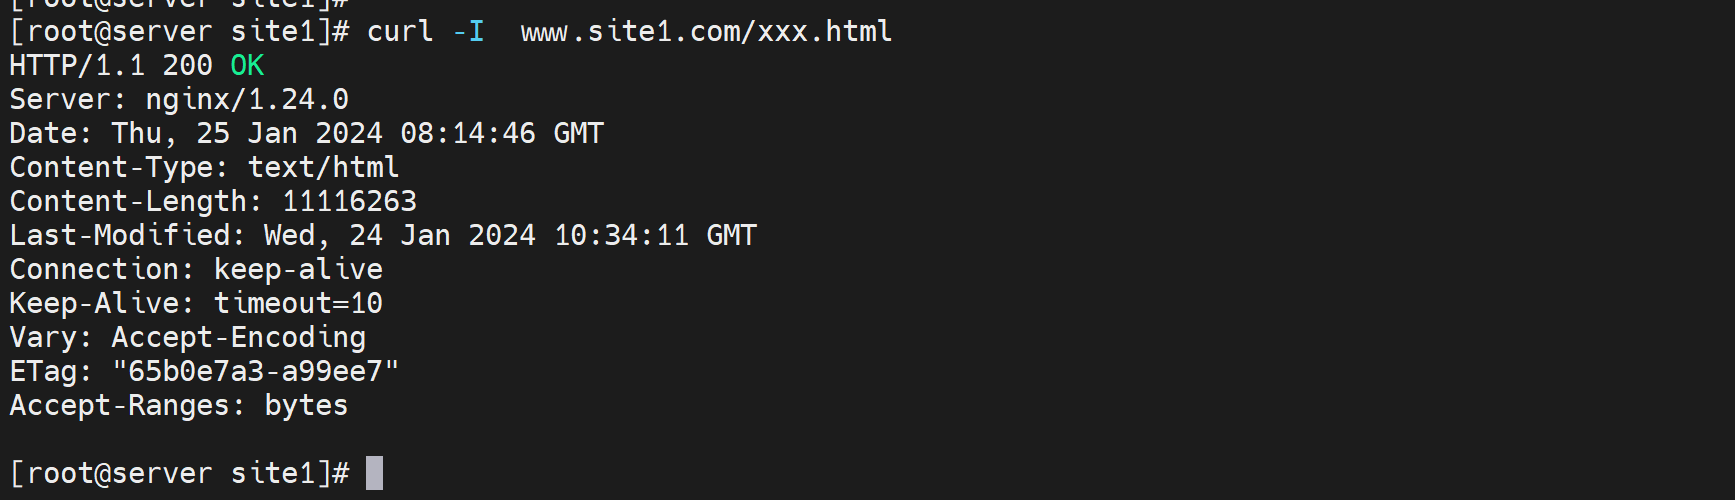 [root@server site1]#
[root@server site1]# curl -I  www.site1.com/xxx.html
HTTP/1.1 200 OK
Server: nginx/1.24.0
Date: Thu, 25 Jan 2024 08:14:46 GMT
Content-Type: text/html
Content-Length: 11116263
Last-Modified: Wed, 24 Jan 2024 10:34:11 GMT
Connection: keep-alive
Keep-Alive: timeout=10
Vary: Accept-Encoding
ETag: "65b0e7a3-a99ee7"
Accept-Ranges: bytes
[root@server site1]#